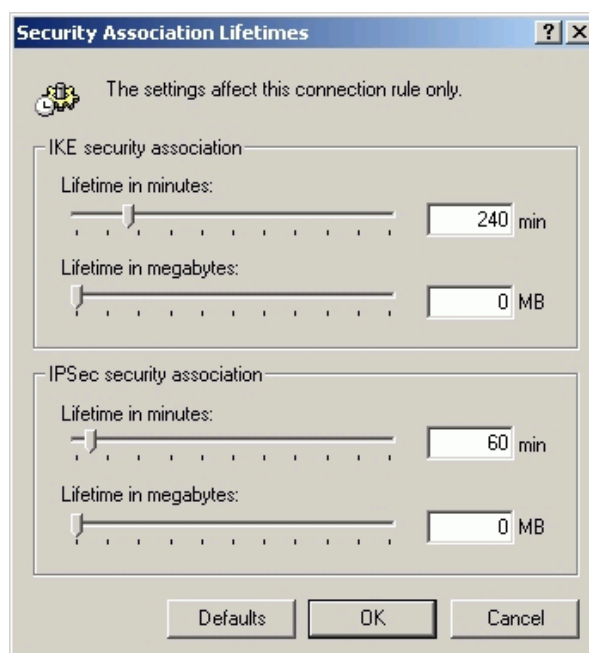 Security Association Lifetimes
The settings affect this connection rule only.
IKE security association
Lifetime in minutes:
240 min
Lifetime in megabytes:
0 MB
IPSec security association
Lifetime in minutes:
60 min
Lifetime in megabytes:
0 MB
Defaults OK Cancel